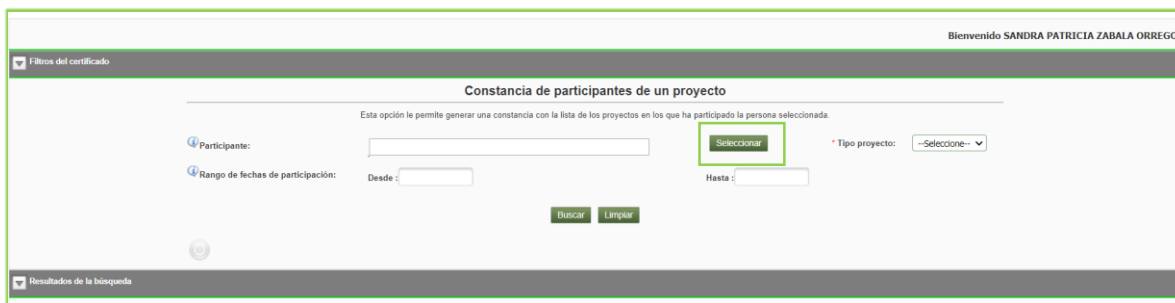 Bienvenido SANDRA PATRICIA ZABALA ORREGO
Filtros del certificado
Constancia de participantes de un proyecto
Esta opción le permite generar una constancia con la lista de los proyectos en los que ha participado la persona seleccionada.
Participante: Seleccionar * Tipo proyecto: --Seleccione--
Rango de fechas de participación: Desde : Hasta :
Buscar Limpiar
Resultados de la búsqueda